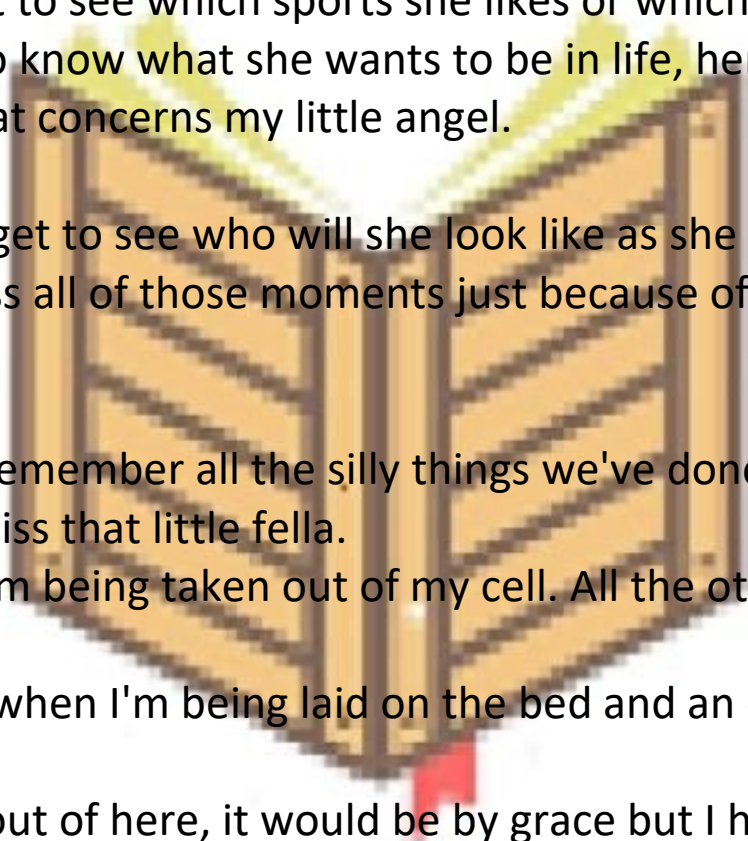 to see which sports she likes or which
know what she wants to be in life, her
at concerns my little angel.
get to see who will she look like as she
s all of those moments just because of
emember all the silly things we've done
iss that little fella.
m being taken out of my cell. All the ot
when I'm being laid on the bed and an
out of here, it would be by grace but I h